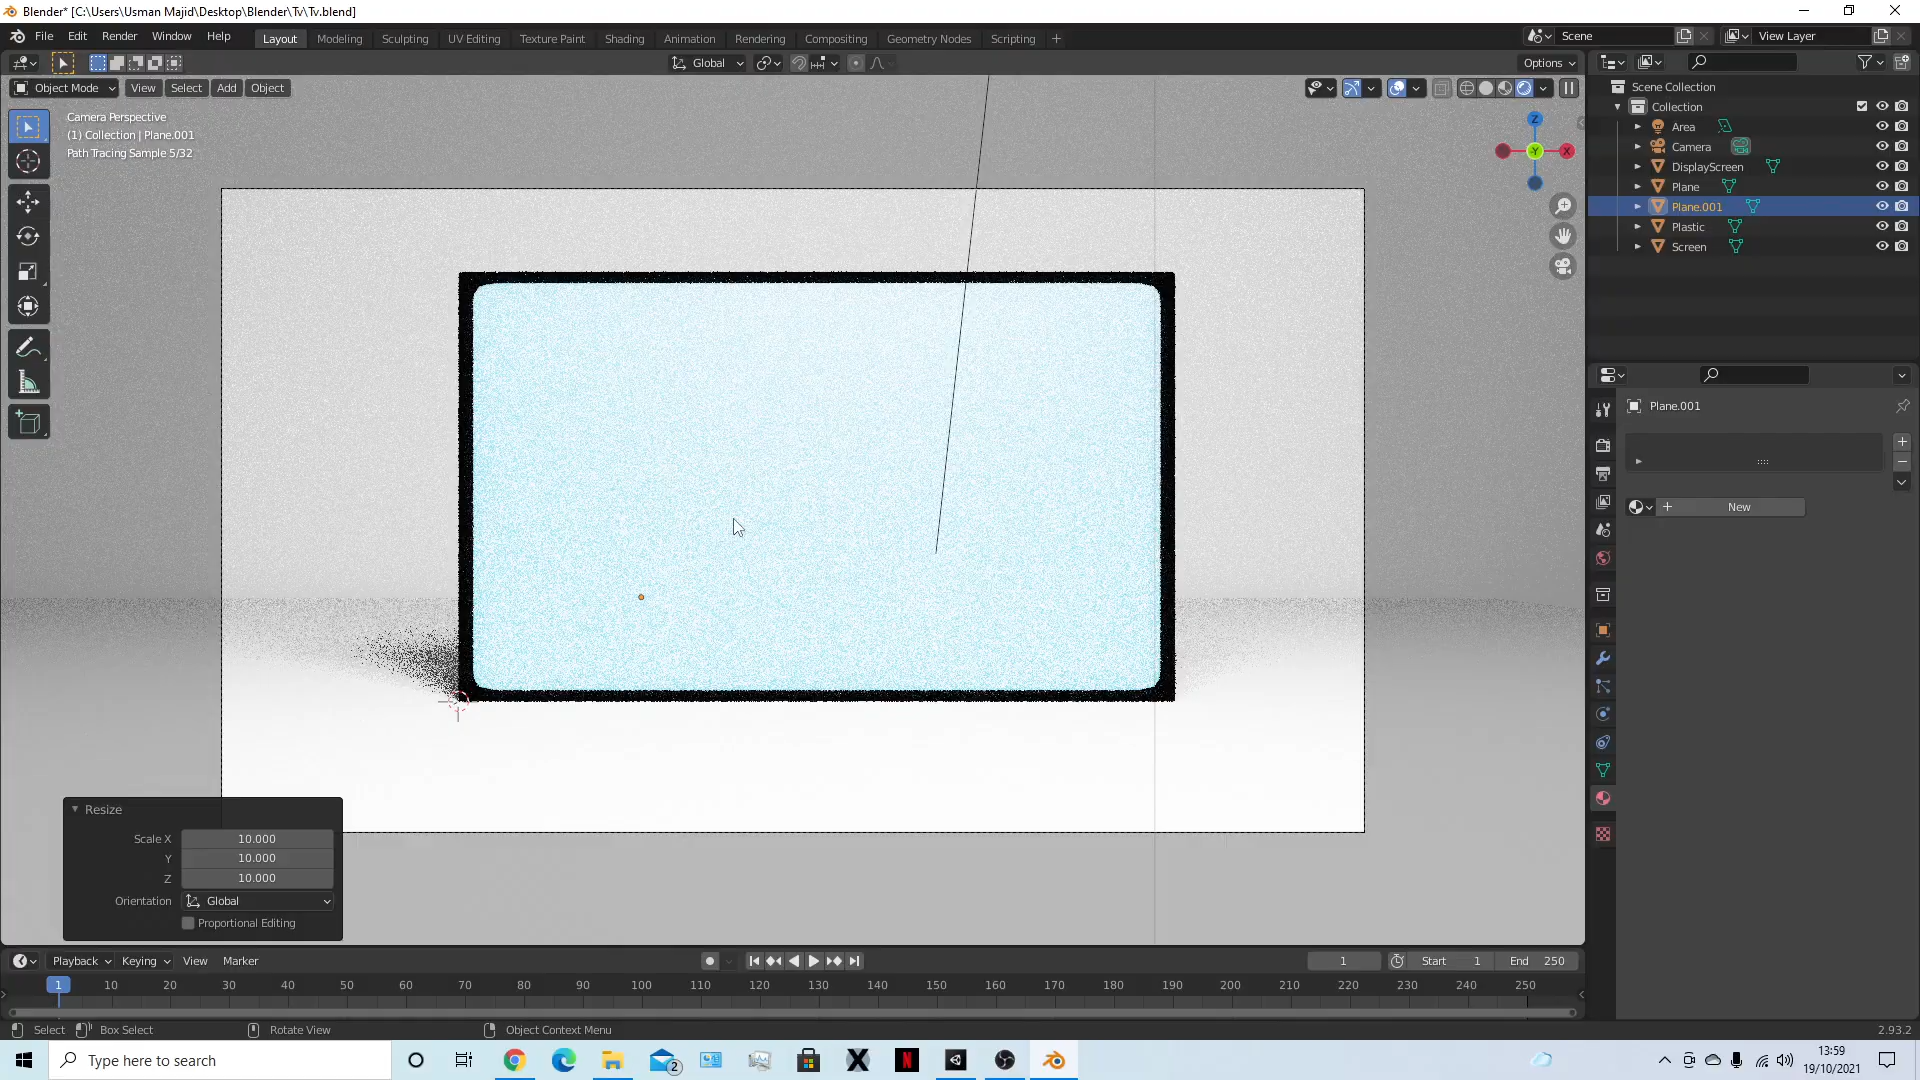 Blender* [C:\Users\Usman Majid\Desktop\Blender\Tv\Tv.blend]
File Edit Render Window Help
Layout Modeling Sculpting UV Editing Texture Paint Shading Animation Rendering Compositing Geometry Nodes Scripting +
Scene
View Layer
Global
Options
Object Mode View Select Add Object
Camera Perspective
(1) Collection | Plane.001
Path Tracing Sample 5/32
Z
Y
X
Scene Collection
Collection
Area
Camera
DisplayScreen
Plane
Plane.001
Plastic
Screen
Plane.001
New
Resize
Scale X 10.000
Y 10.000
Z 10.000
Orientation Global
Proportional Editing
Playback Keying View Marker
1 Start 1 End 250
1 10 20 30 40 50 60 70 80 90 100 110 120 130 140 150 160 170 180 190 200 210 220 230 240 250
Select Box Select Rotate View Object Context Menu 2.93.2
Type here to search
2
N
13:59
19/10/2021